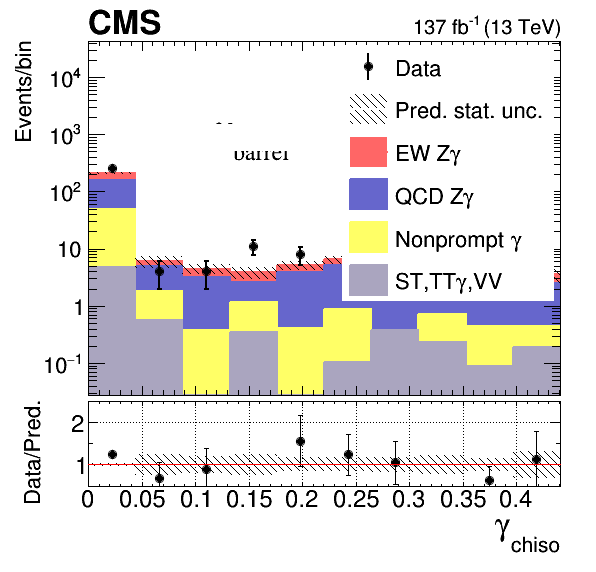 CMS 137 fb⁻¹ (13 TeV)
Events/bin
10⁴
10³
10²
10
1
10⁻¹
Data
Pred. stat. unc.
EW Zγ
QCD Zγ
Nonprompt γ
ST,TTγ,VV
barrel
Data/Pred.
2
1
0 0.05 0.1 0.15 0.2 0.25 0.3 0.35 0.4
γchiso